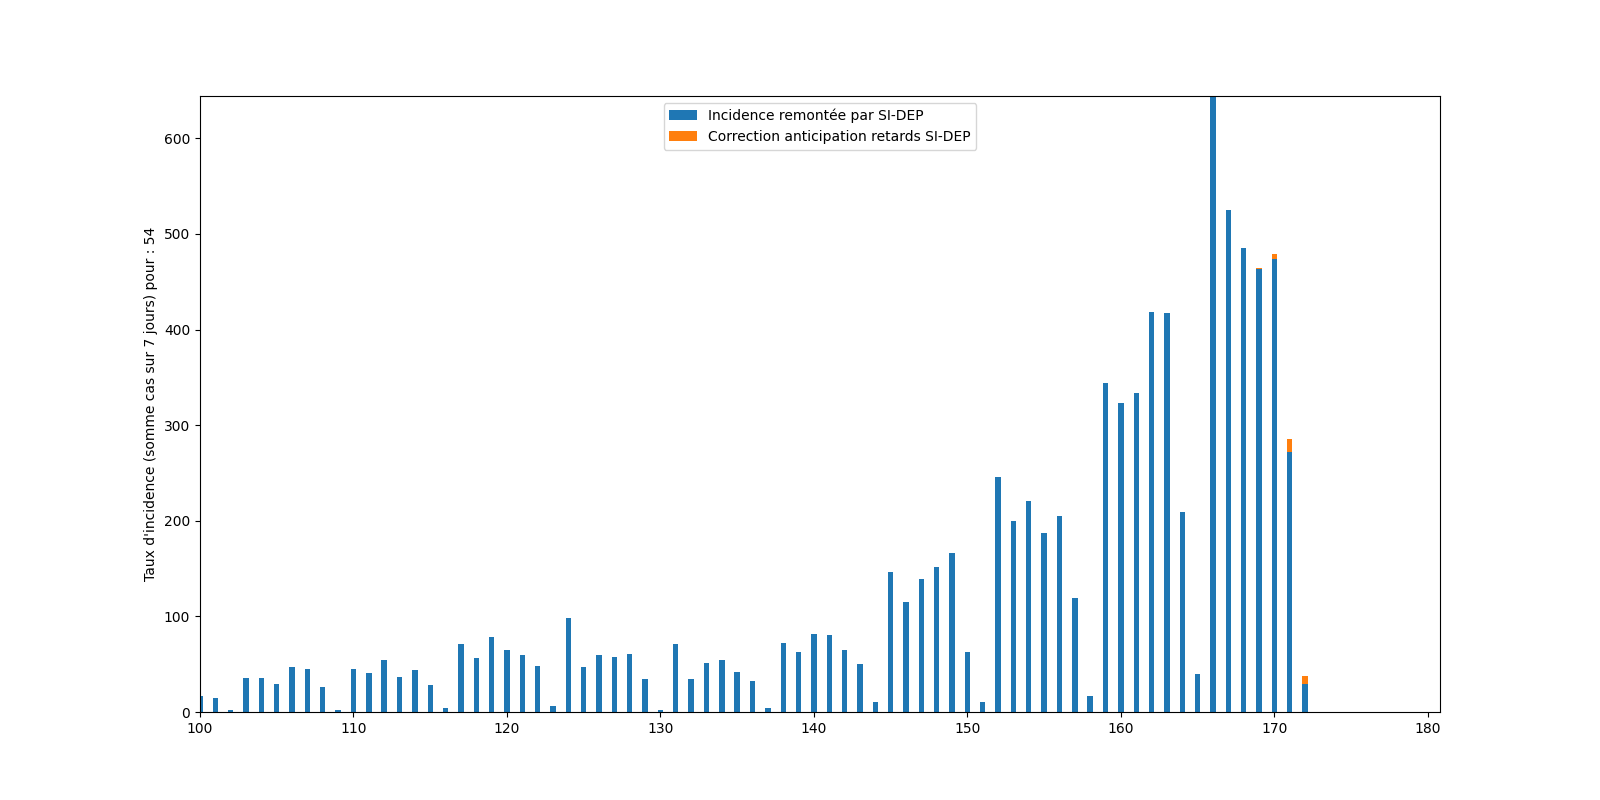 Incidence remontée par SI-DEP
Correction anticipation retards SI-DEP
Taux d'incidence (somme cas sur 7 jours) pour : 54
600
500
400
300
200
100
0
100 110 120 130 140 150 160 170 180